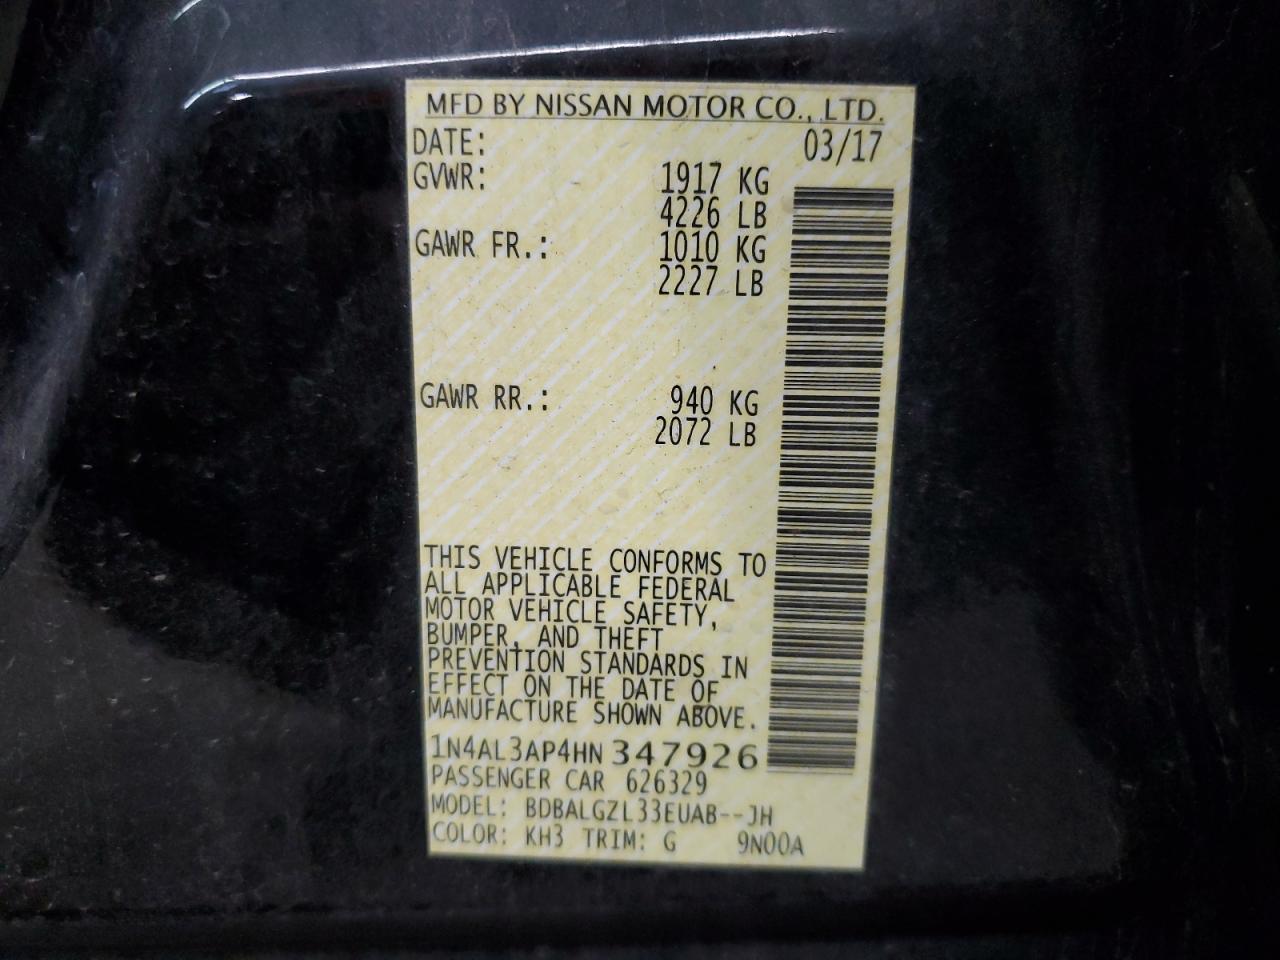 MFD BY NISSAN MOTOR CO., LTD.
DATE: 03/17
GVWR: 1917 KG
4226 LB
GAWR FR.: 1010 KG
2227 LB
GAWR RR.: 940 KG
2072 LB
THIS VEHICLE CONFORMS TO
ALL APPLICABLE FEDERAL
MOTOR VEHICLE SAFETY,
BUMPER, AND THEFT
PREVENTION STANDARDS IN
EFFECT ON THE DATE OF
MANUFACTURE SHOWN ABOVE.
1N4AL3AP4HN 347926
PASSENGER CAR 626329
MODEL: BDBALGZL33EUAB--JH
COLOR: KH3 TRIM: G 9N00A